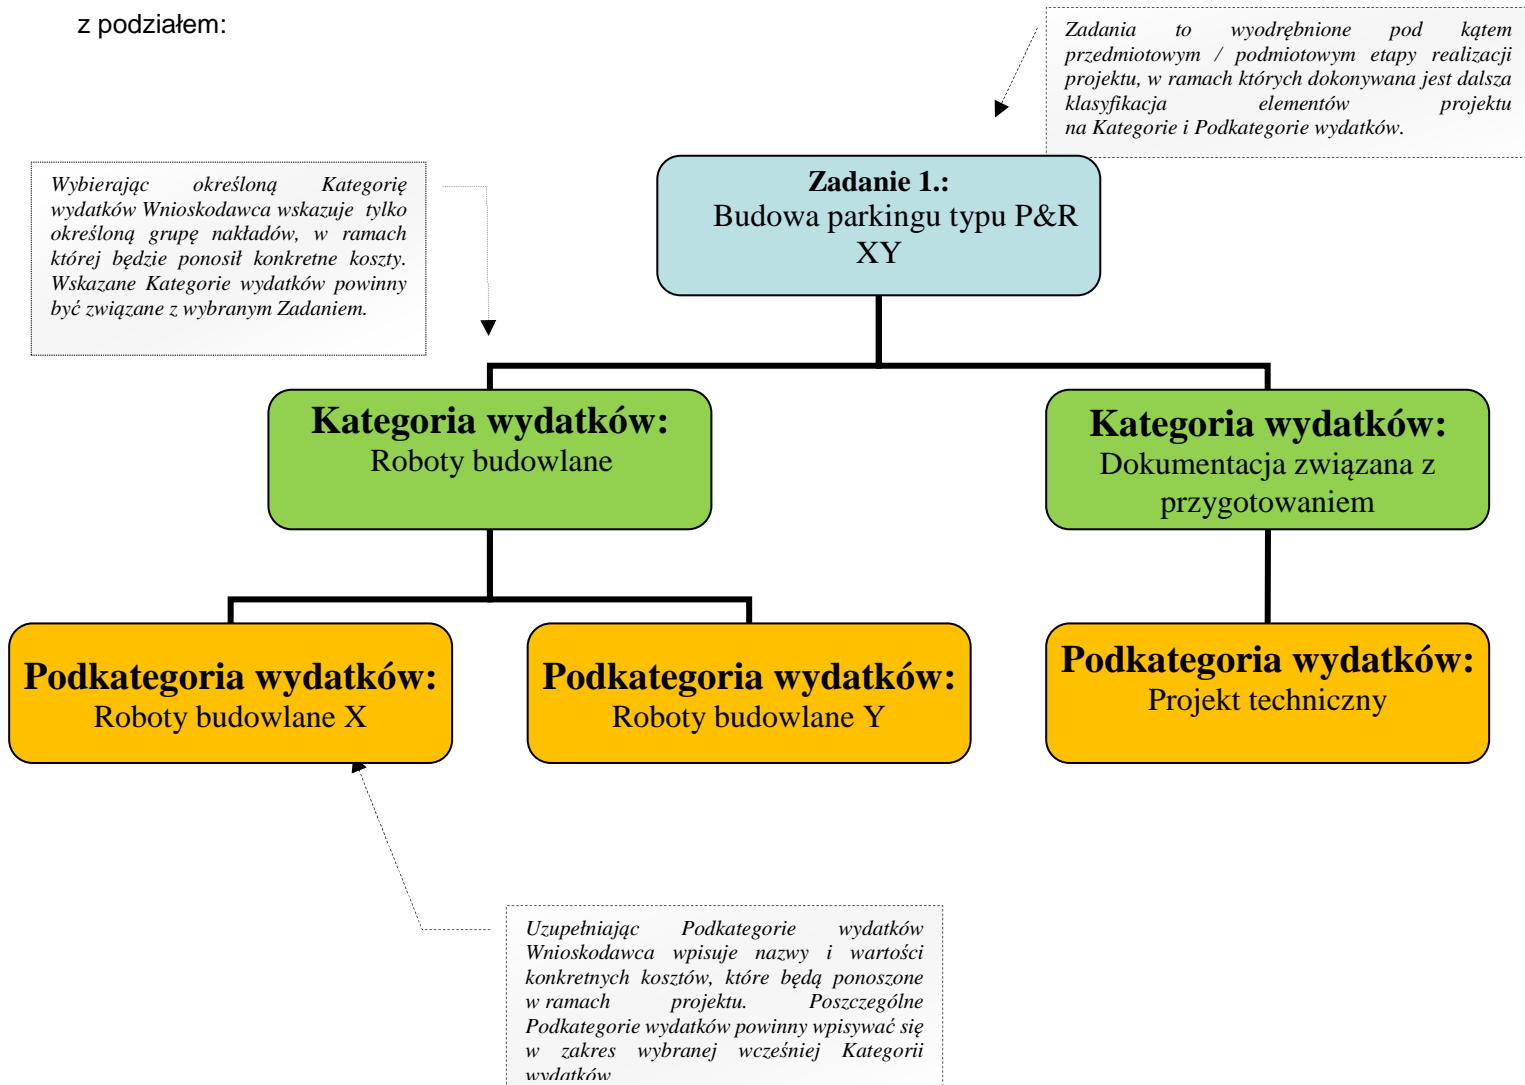 z podziałem:
Zadania to wyodrębnione pod kątem
przedmiotowym / podmiotowym etapy realizacji
projektu, w ramach których dokonywana jest dalsza
klasyfikacja elementów projektu
na Kategorie i Podkategorie wydatków.
Wybierając określoną Kategorię
wydatków Wnioskodawca wskazuje tylko
określoną grupę nakładów, w ramach
której będzie ponosił konkretne koszty.
Wskazane Kategorie wydatków powinny
być związane z wybranym Zadaniem.
Zadanie 1.:
Budowa parkingu typu P&R
XY
Kategoria wydatków:
Roboty budowlane
Kategoria wydatków:
Dokumentacja związana z
przygotowaniem
Podkategoria wydatków:
Roboty budowlane X
Podkategoria wydatków:
Roboty budowlane Y
Podkategoria wydatków:
Projekt techniczny
Uzupełniając Podkategorie wydatków
Wnioskodawca wpisuje nazwy i wartości
konkretnych kosztów, które będą ponoszone
w ramach projektu. Poszczególne
Podkategorie wydatków powinny wpisywać się
w zakres wybranej wcześniej Kategorii
wydatków